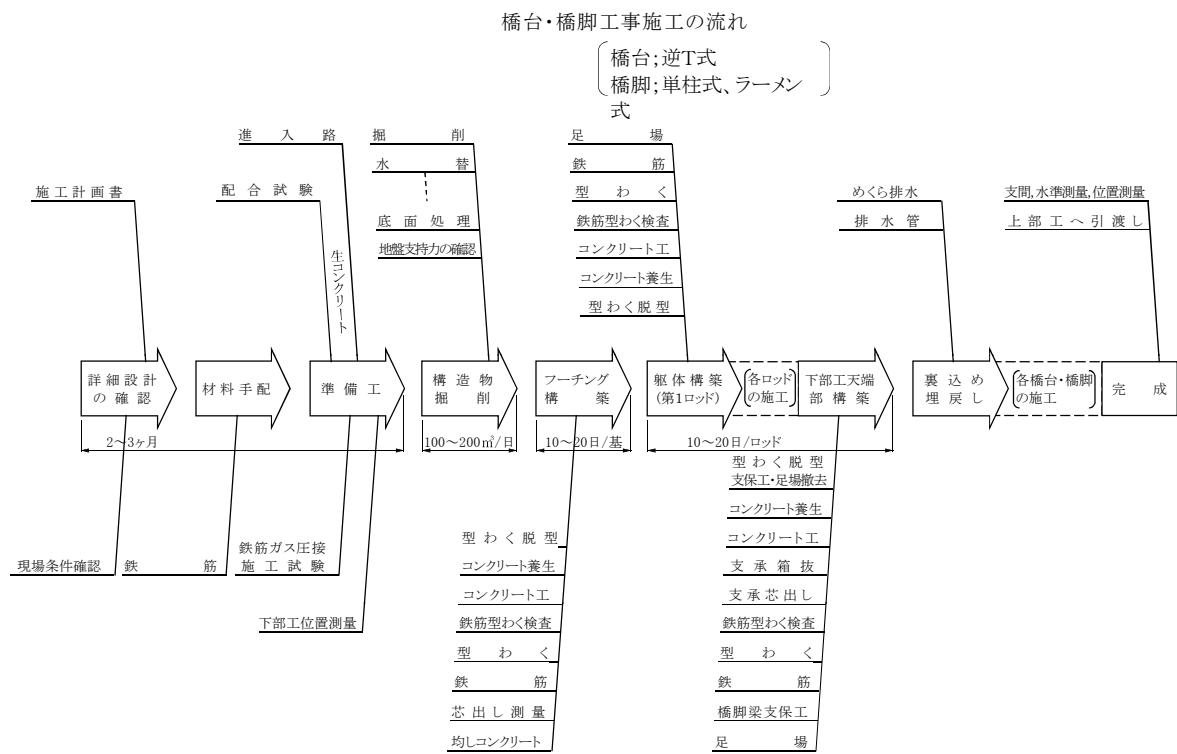 橋台・橋脚工事施工の流れ
橋台；逆T式
橋脚；単柱式、ラーメン
式
進入路
掘削
足場
水替
鉄筋
施工計画書
配合試験
型わく
めくら排水
支間,水準測量,位置測量
底面処理
鉄筋型わく検査
排水管
上部工へ引渡し
地盤支持力の確認
コンクリート工
生コンクリート
コンクリート養生
型わく脱型
詳細設計
の確認
材料手配
準備工
構造物
掘削
フーチング
構築
躯体構築
(第1ロッド)
各ロッド
の施工
下部工天端
部構築
裏込め
埋戻し
各橋台・橋脚
の施工
完成
2～3ヶ月
100～200㎥/日
10～20日/基
10～20日/ロッド
現場条件確認
鉄筋
鉄筋ガス圧接
施工試験
下部工位置測量
型わく脱型
コンクリート養生
コンクリート工
鉄筋型わく検査
型わく
鉄筋
芯出し測量
均しコンクリート
型わく脱型
支保工・足場撤去
コンクリート養生
コンクリート工
支承箱抜
支承芯出し
鉄筋型わく検査
型わく
鉄筋
橋脚梁支保工
足場